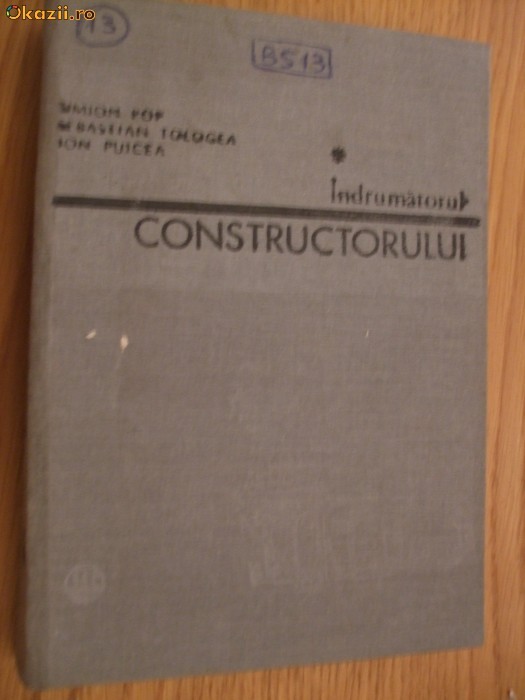 Okazii.ro
13
BS13
SIMION POP
SEBASTIAN TOLOGEA
ION PUICEA
*
Îndrumătorul
CONSTRUCTORULUI